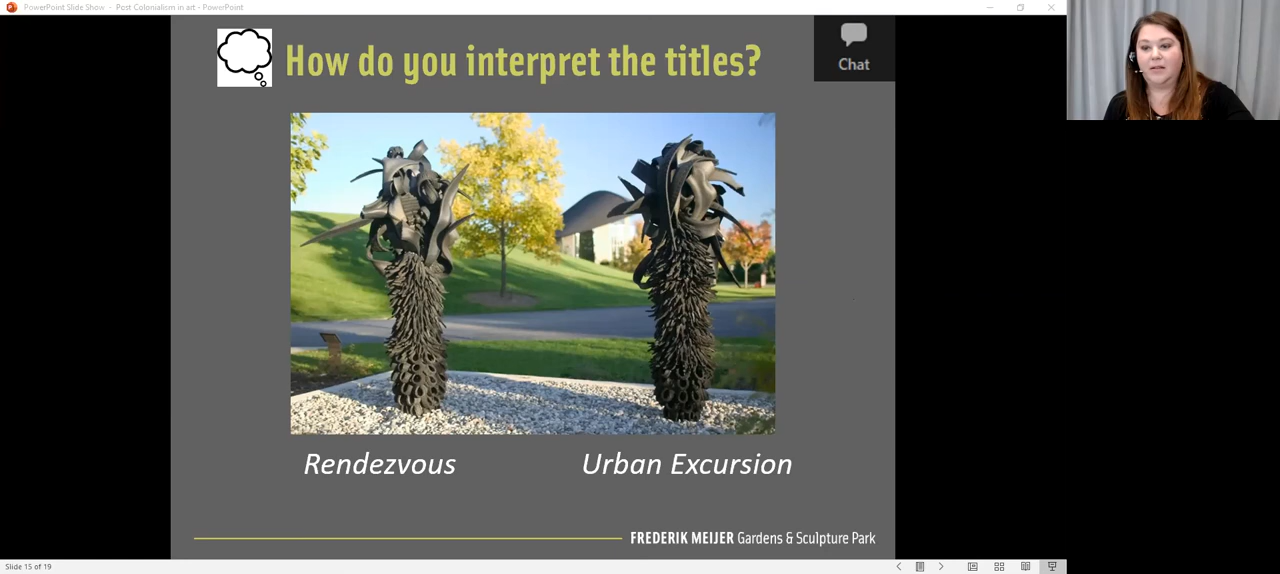 PowerPoint Slide Show - Post Colonialism in art - PowerPoint
How do you interpret the titles?
Chat
Rendezvous
Urban Excursion
FREDERIK MEIJER Gardens & Sculpture Park
Slide 15 of 19